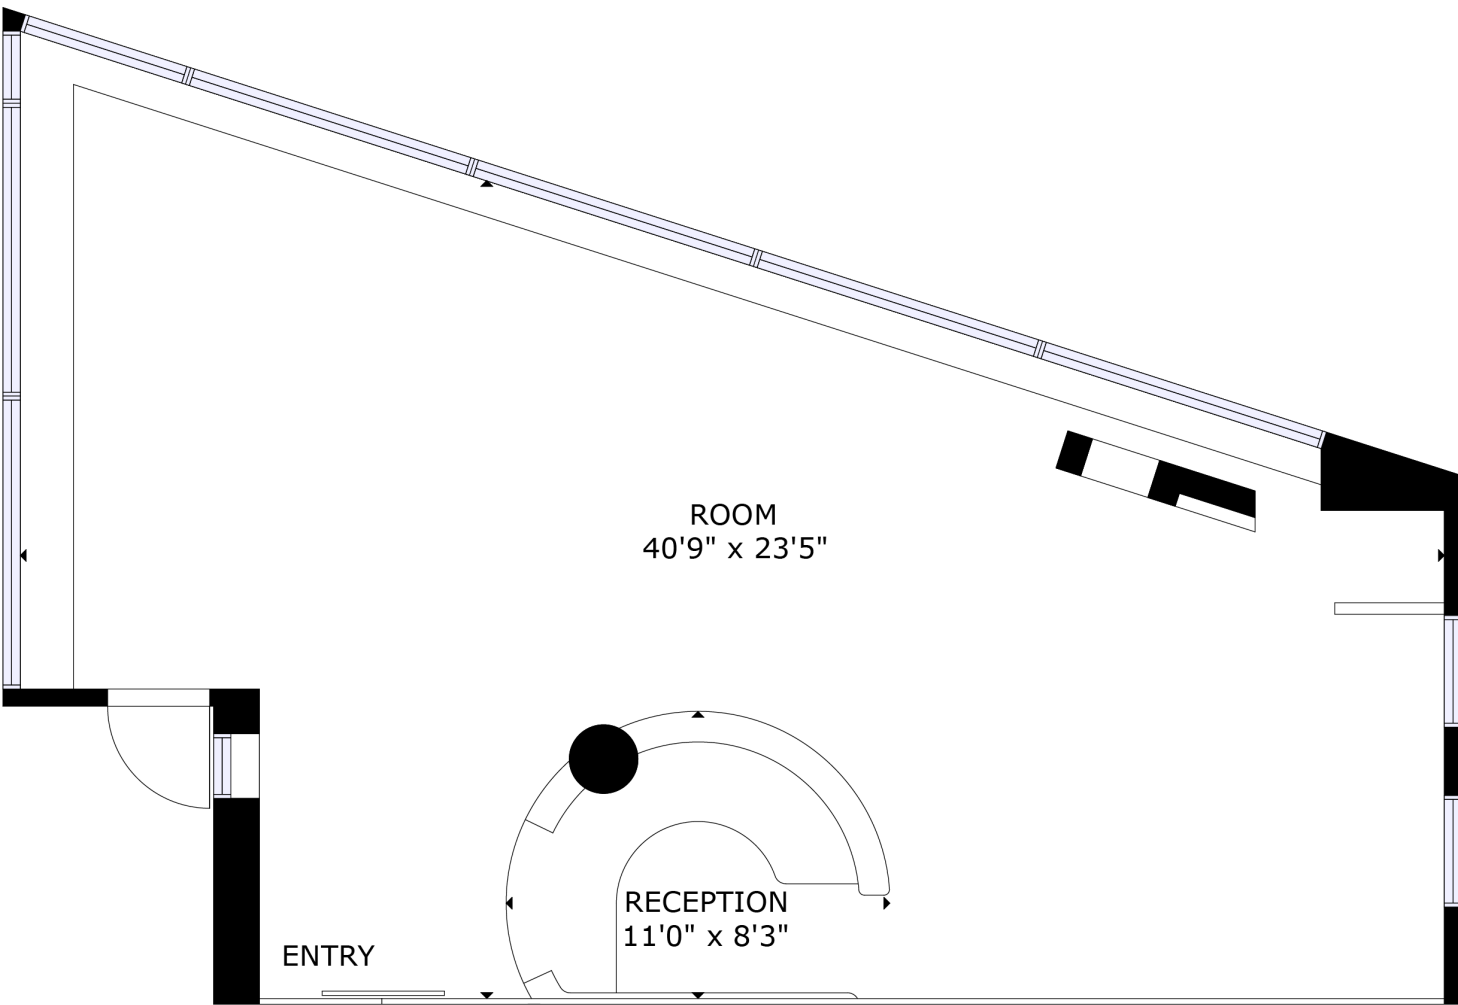 ROOM
40'9" x 23'5"
RECEPTION
11'0" x 8'3"
ENTRY